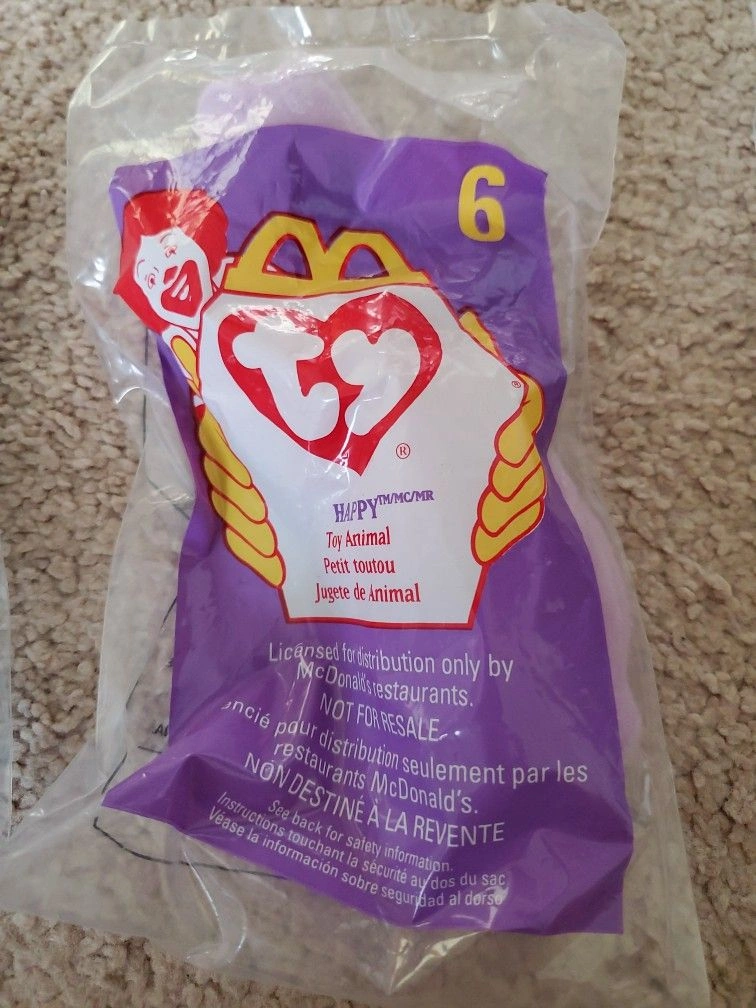 6
ty
®
®
HAPPY™/MC/MR
Toy Animal
Petit toutou
Jugete de Animal
Licensed for distribution only by
McDonald's restaurants.
NOT FOR RESALE.
encié pour distribution seulement par les
restaurants McDonald's.
NON DESTINÉ À LA REVENTE
See back for safety information.
Instructions touchant la sécurité au dos du sac
Véase la información sobre seguridad al dorso